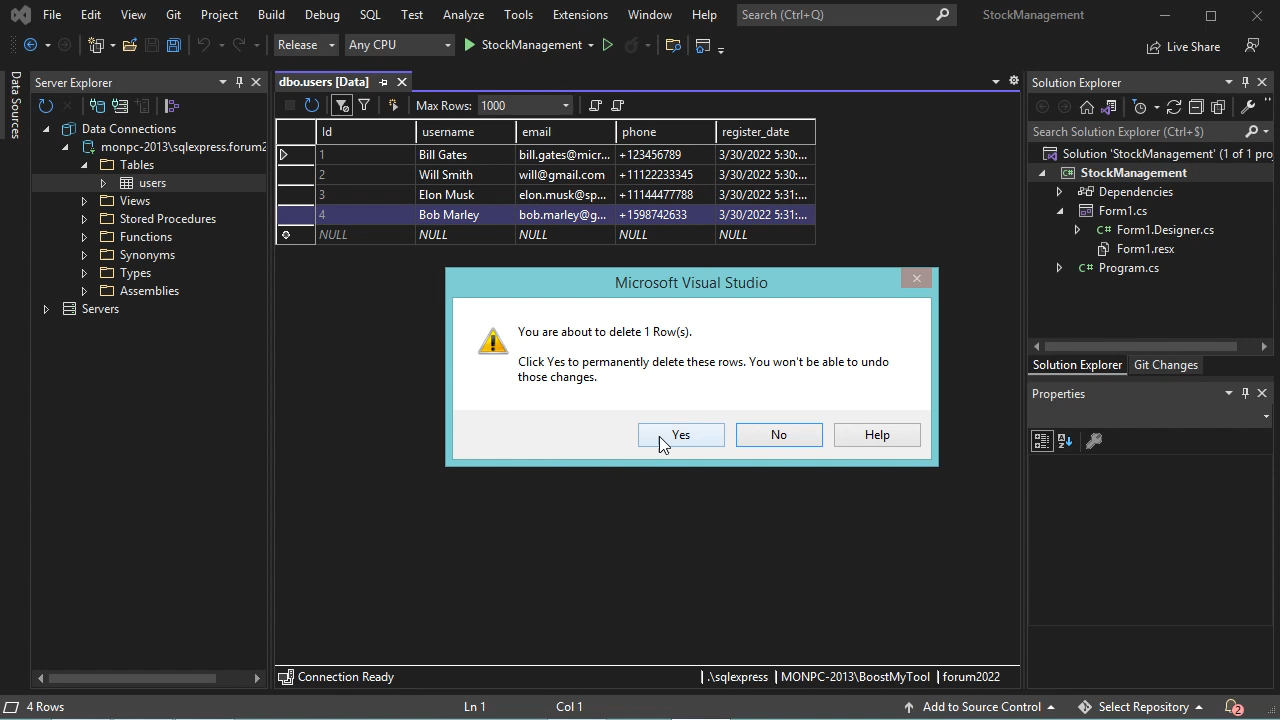 File Edit View Git Project Build Debug SQL Test Analyze Tools Extensions Window Help Search (Ctrl+Q) StockManagement
Release Any CPU StockManagement Live Share
Data Sources
Server Explorer
Data Connections
monpc-2013\sqlexpress.forum2
Tables
users
Views
Stored Procedures
Functions
Synonyms
Types
Assemblies
Servers
dbo.users [Data]
Max Rows: 1000
Id username email phone register_date
1 Bill Gates bill.gates@micr... +123456789 3/30/2022 5:30:...
2 Will Smith will@gmail.com +11122233345 3/30/2022 5:30:...
3 Elon Musk elon.musk@sp... +11144477788 3/30/2022 5:31:...
4 Bob Marley bob.marley@g... +1598742633 3/30/2022 5:31:...
NULL NULL NULL NULL NULL
Microsoft Visual Studio
You are about to delete 1 Row(s).
Click Yes to permanently delete these rows. You won't be able to undo
those changes.
Yes No Help
Connection Ready .\sqlexpress MONPC-2013\BoostMyTool forum2022
Solution Explorer
Search Solution Explorer (Ctrl+$)
Solution 'StockManagement' (1 of 1 pro
StockManagement
Dependencies
Form1.cs
Form1.Designer.cs
Form1.resx
Program.cs
Solution Explorer Git Changes
Properties
4 Rows Ln 1 Col 1 Add to Source Control Select Repository 2